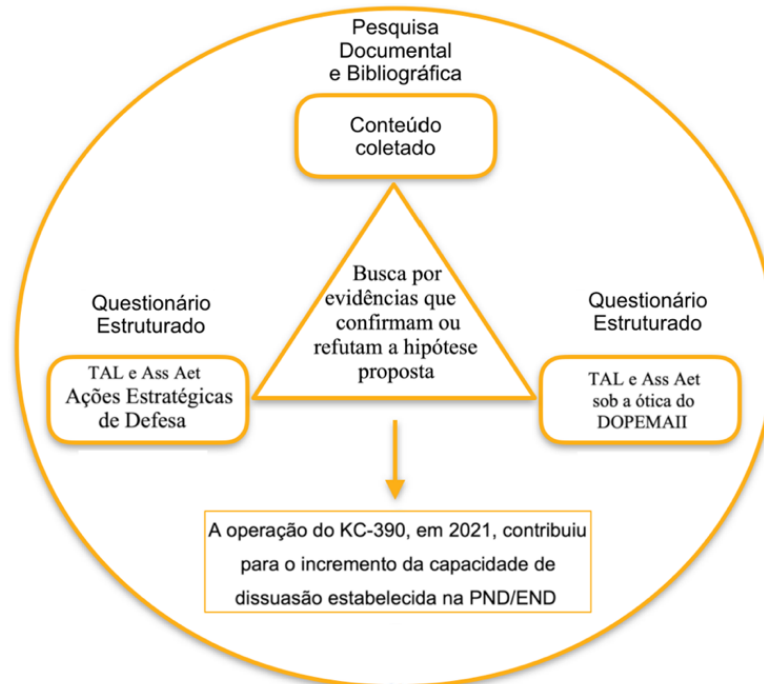 Pesquisa
Documental
e Bibliográfica
Conteúdo
coletado
Busca por
evidências que
confirmam ou
refutam a hipótese
proposta
Questionário
Estruturado
TAL e Ass Aet
Ações Estratégicas
de Defesa
Questionário
Estruturado
TAL e Ass Aet
sob a ótica do
DOPEMAII
A operação do KC-390, em 2021, contribuiu
para o incremento da capacidade de
dissuasão estabelecida na PND/END